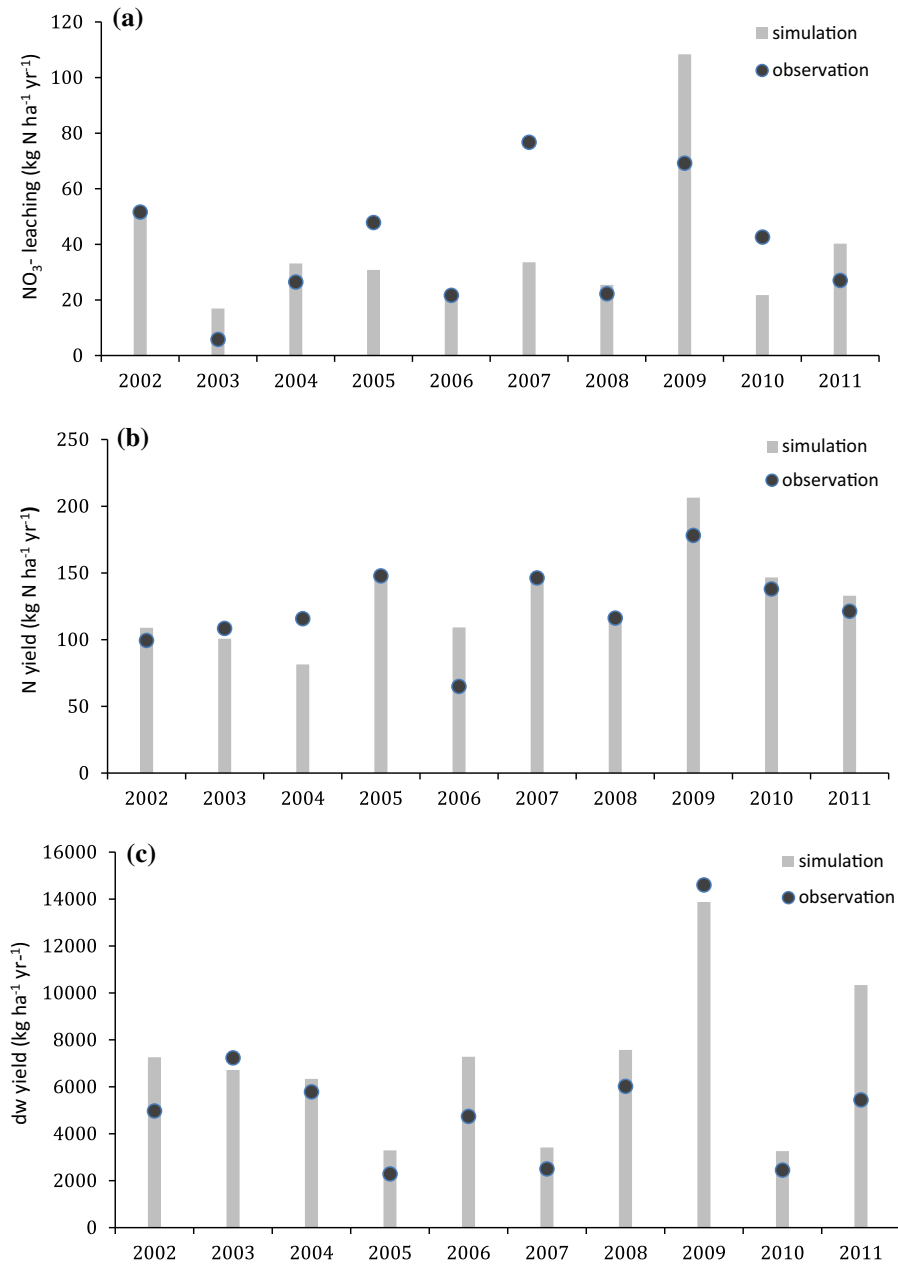 (a)
simulation
observation
NO₃- leaching (kg N ha⁻¹ yr⁻¹)
120
100
80
60
40
20
0
2002 2003 2004 2005 2006 2007 2008 2009 2010 2011
(b)
simulation
observation
N yield (kg N ha⁻¹ yr⁻¹)
250
200
150
100
50
0
2002 2003 2004 2005 2006 2007 2008 2009 2010 2011
(c)
simulation
observation
dw yield (kg ha⁻¹ yr-¹)
16000
14000
12000
10000
8000
6000
4000
2000
0
2002 2003 2004 2005 2006 2007 2008 2009 2010 2011